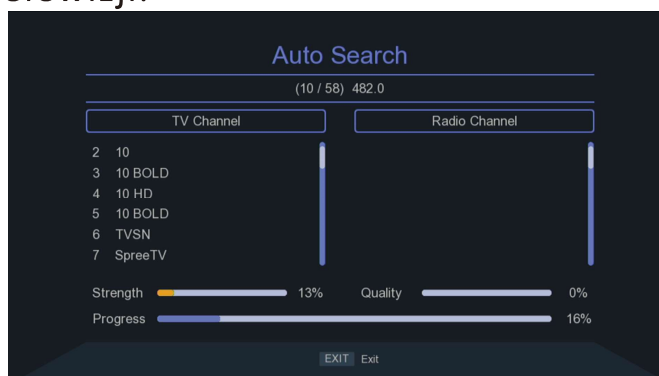 Auto Search
(10 / 58) 482.0
TV Channel
Radio Channel
2 10
3 10 BOLD
4 10 HD
5 10 BOLD
6 TVSN
7 SpreeTV
Strength 13% Quality 0%
Progress 16%
EXIT Exit